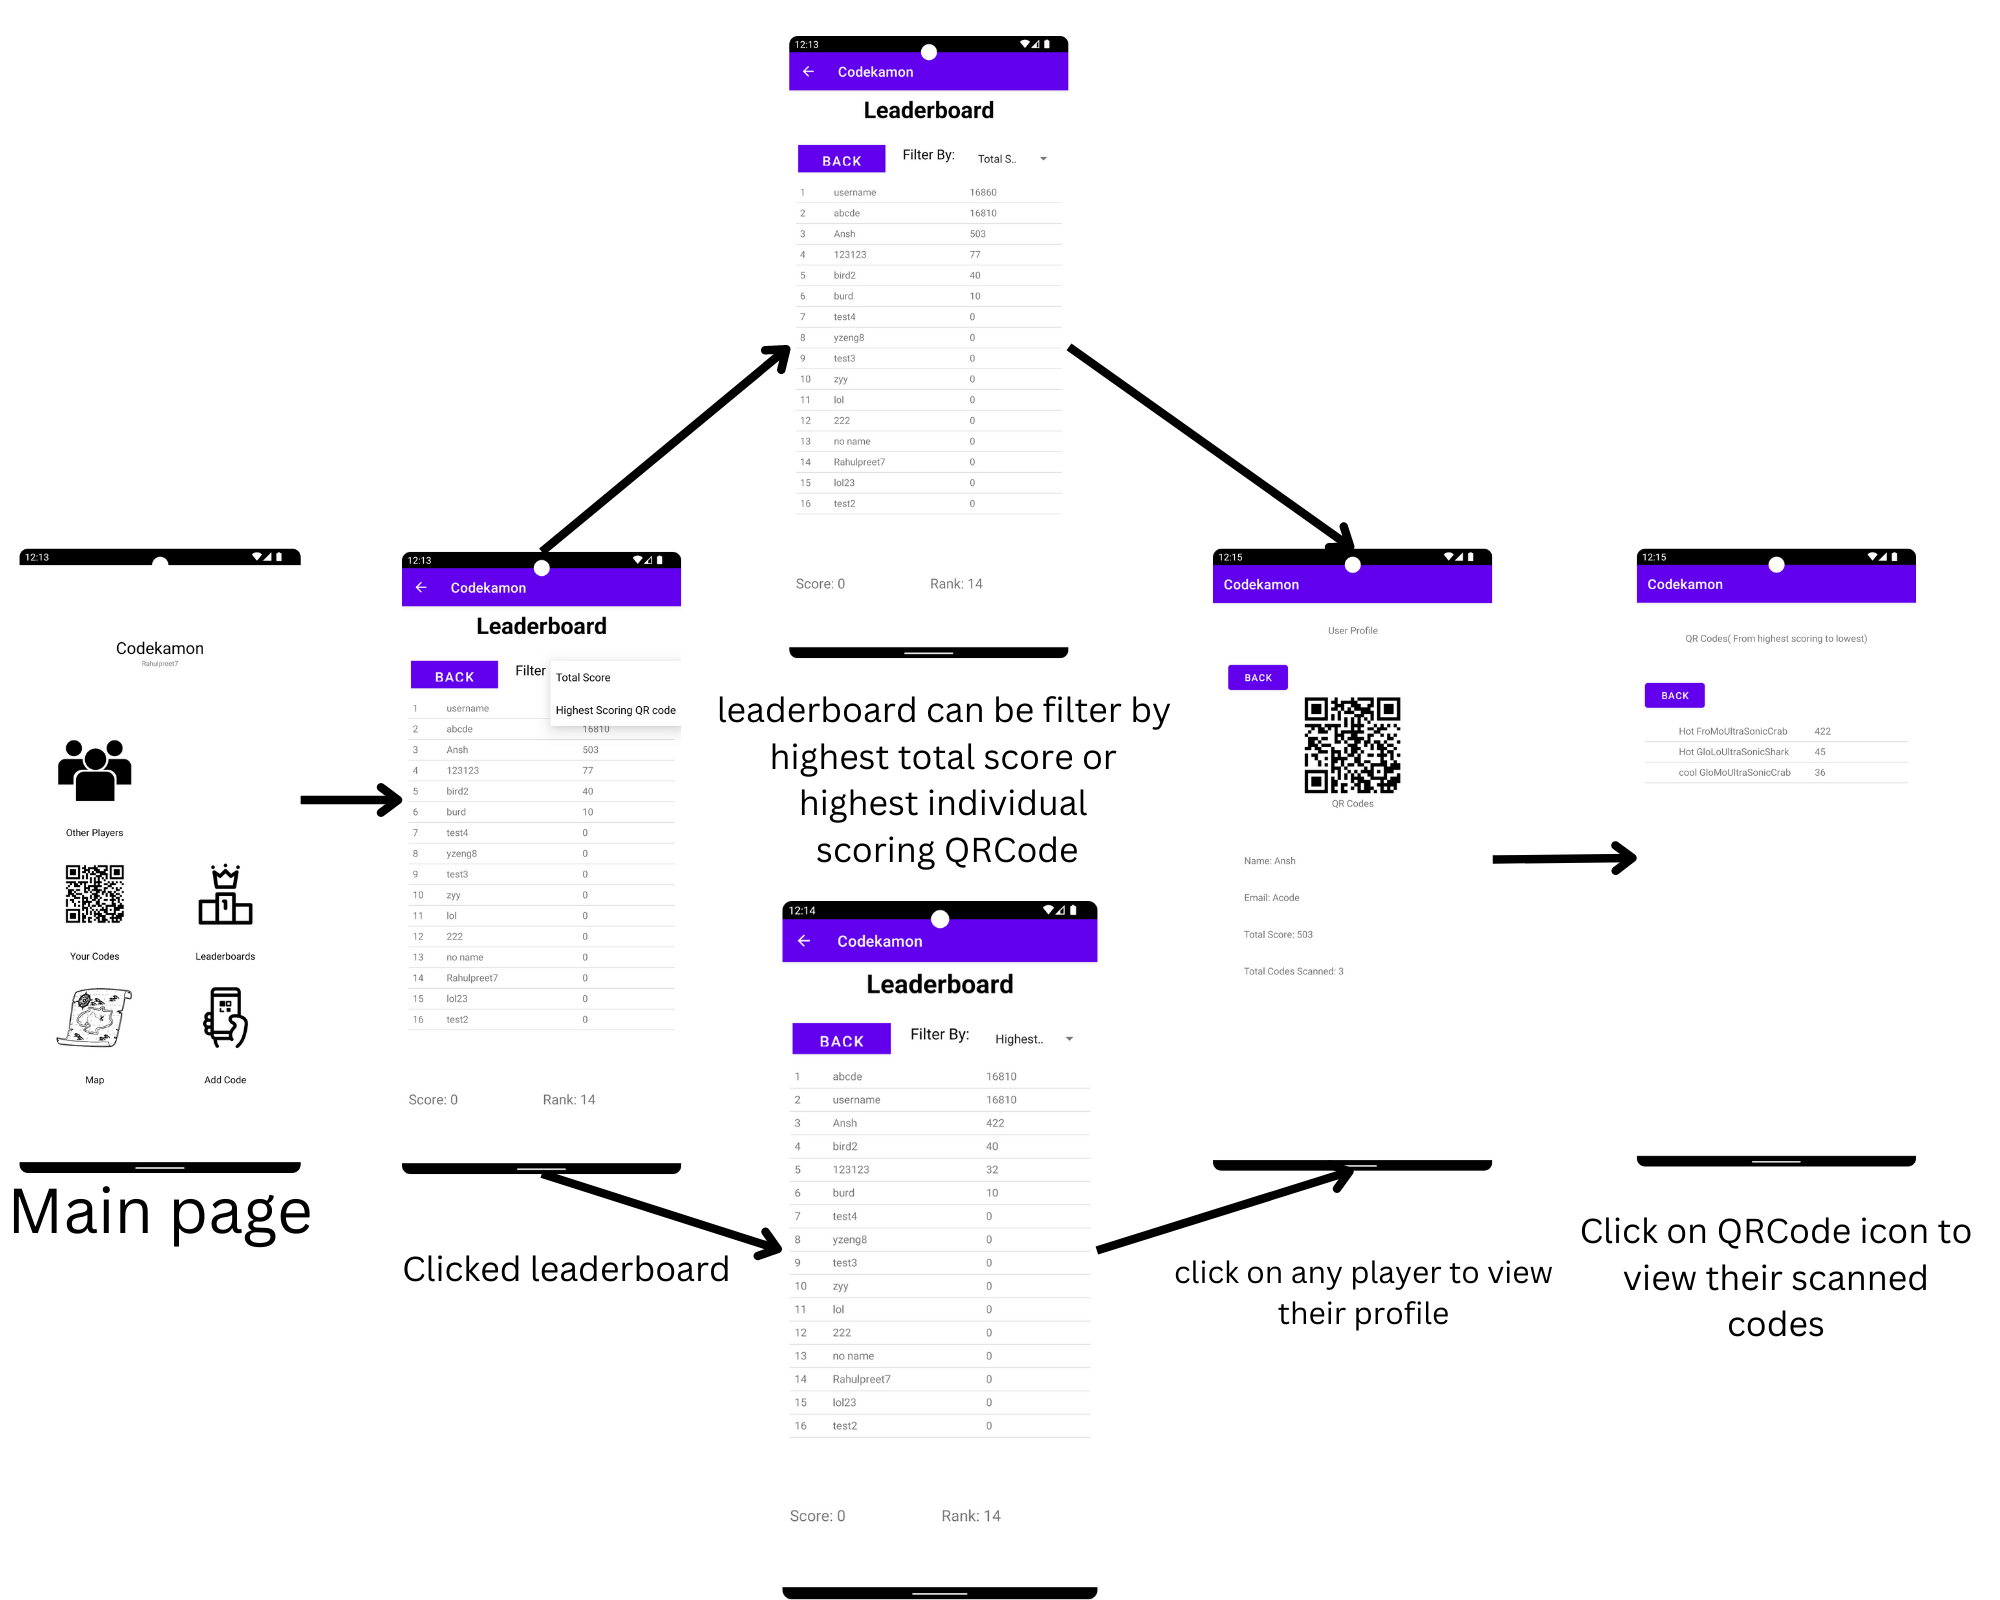 12:13
Codekamon
Rahulpreet7
Other Players
Your Codes
Leaderboards
Map
Add Code
Main page
12:13
Codekamon
Leaderboard
BACK
Filter
Total Score
Highest Scoring QR code
1 username
2 abcde 16810
3 Ansh 503
4 123123 77
5 bird2 40
6 burd 10
7 test4 0
8 yzeng8 0
9 test3 0
10 zyy 0
11 lol 0
12 222 0
13 no name 0
14 Rahulpreet7 0
15 lol23 0
16 test2 0
Score: 0 Rank: 14
Clicked leaderboard
12:13
Codekamon
Leaderboard
BACK Filter By: Total S..
1 username 16860
2 abcde 16810
3 Ansh 503
4 123123 77
5 bird2 40
6 burd 10
7 test4 0
8 yzeng8 0
9 test3 0
10 zyy 0
11 lol 0
12 222 0
13 no name 0
14 Rahulpreet7 0
15 lol23 0
16 test2 0
Score: 0 Rank: 14
leaderboard can be filter by
highest total score or
highest individual
scoring QRCode
12:14
Codekamon
Leaderboard
BACK Filter By: Highest..
1 abcde 16810
2 username 16810
3 Ansh 422
4 bird2 40
5 123123 32
6 burd 10
7 test4 0
8 yzeng8 0
9 test3 0
10 zyy 0
11 lol 0
12 222 0
13 no name 0
14 Rahulpreet7 0
15 lol23 0
16 test2 0
Score: 0 Rank: 14
12:15
Codekamon
User Profile
BACK
QR Codes
Name: Ansh
Email: Acode
Total Score: 503
Total Codes Scanned: 3
click on any player to view
their profile
12:15
Codekamon
QR Codes( From highest scoring to lowest)
BACK
Hot FroMoUltraSonicCrab 422
Hot GloLoUltraSonicShark 45
cool GloMoUltraSonicCrab 36
Click on QRCode icon to
view their scanned
codes